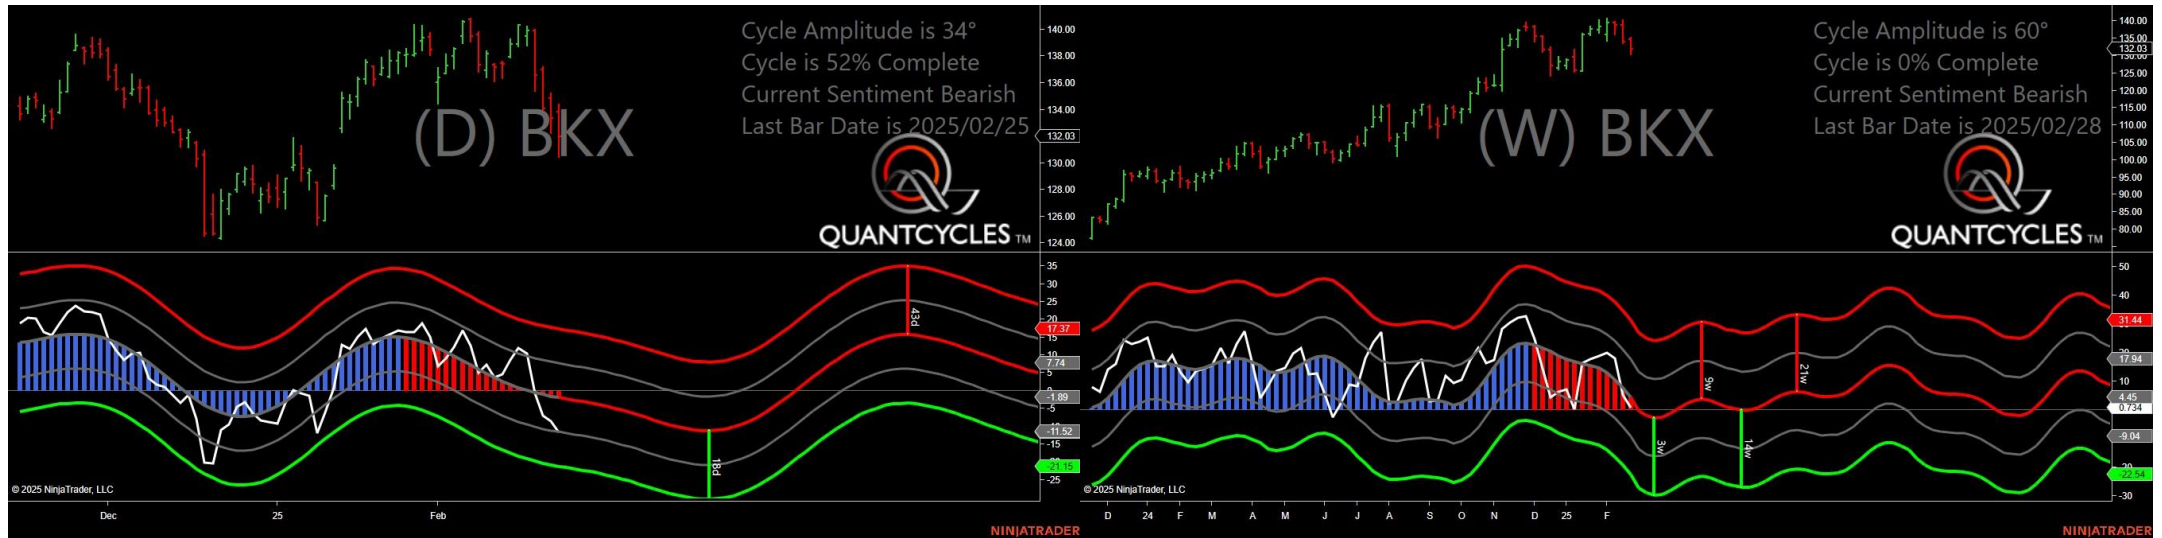 Cycle Amplitude is 34°
Cycle is 52% Complete
Current Sentiment Bearish
Last Bar Date is 2025/02/25
(D) BKX
QUANTCYCLES TM
140.00
138.00
136.00
134.00
132.03
130.00
128.00
126.00
124.00
35
30
25
20
17.37
15
10
7.74
5
0
-1.89
-5
-11.52
-15
-21.15
-25
43d
18d
© 2025 NinjaTrader, LLC
Dec
25
Feb
NINJATRADER
Cycle Amplitude is 60°
Cycle is 0% Complete
Current Sentiment Bearish
Last Bar Date is 2025/02/28
(W) BKX
QUANTCYCLES TM
140.00
135.00
132.03
130.00
125.00
120.00
115.00
110.00
105.00
100.00
95.00
90.00
85.00
80.00
50
40
31.44
17.94
10
4.45
0.734
-9.04
-22.54
-30
9w
21w
3w
14w
© 2025 NinjaTrader, LLC
D 24 F M A M J J A S O N D 25 F
NINJATRADER